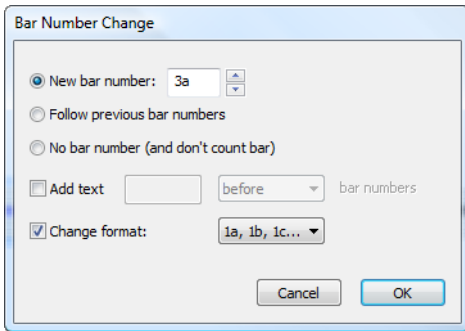 Bar Number Change
New bar number: 3a
Follow previous bar numbers
No bar number (and don't count bar)
Add text before bar numbers
Change format: 1a, 1b, 1c...
Cancel OK